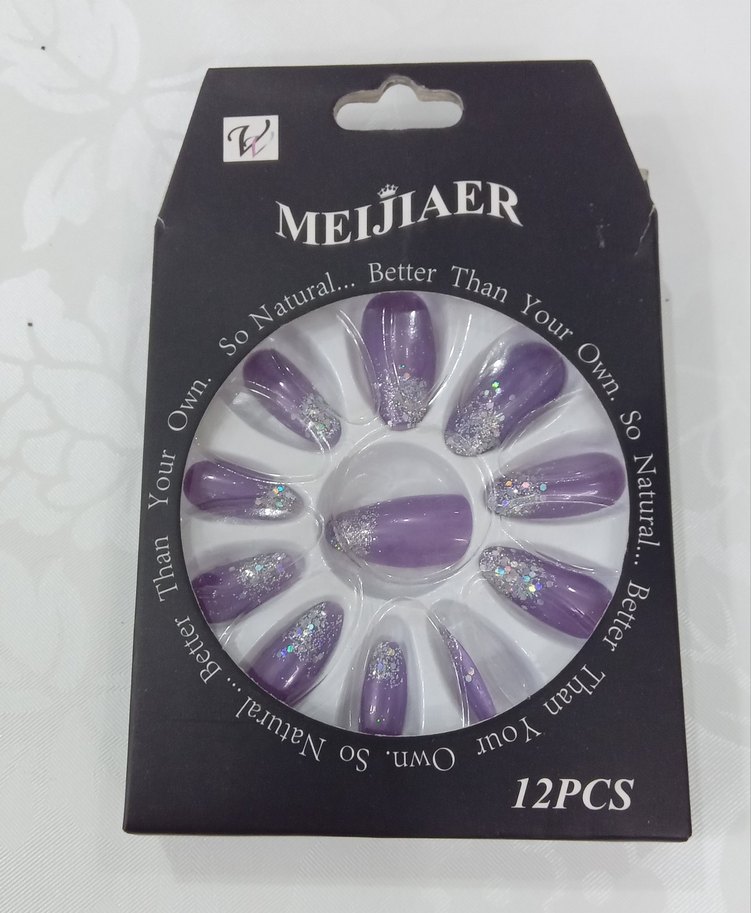 V
MEIJIAER
So Natural... Better Than Your Own. So Natural... Better Than Your Own. So Natural... Better Than Your Own.
12PCS